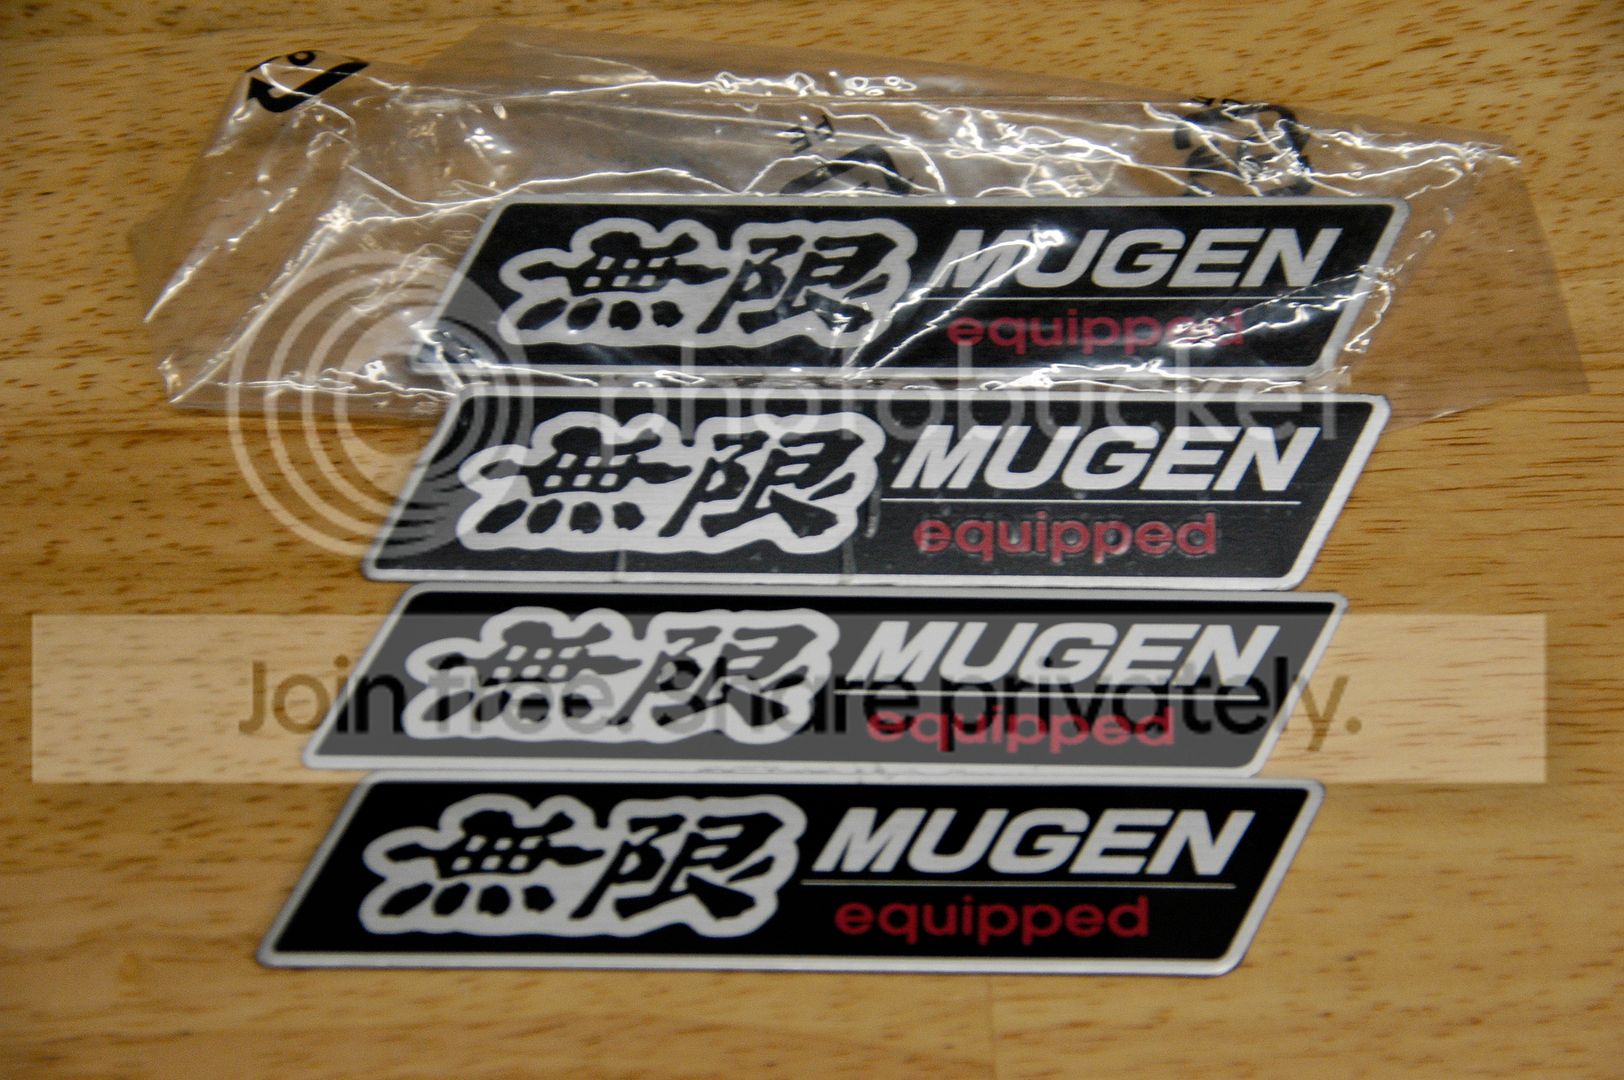 無限 MUGEN
equipped
photobucket
無限 MUGEN
equipped
無限 MUGEN
Join free. Share privately.
equipped
無限 MUGEN
equipped